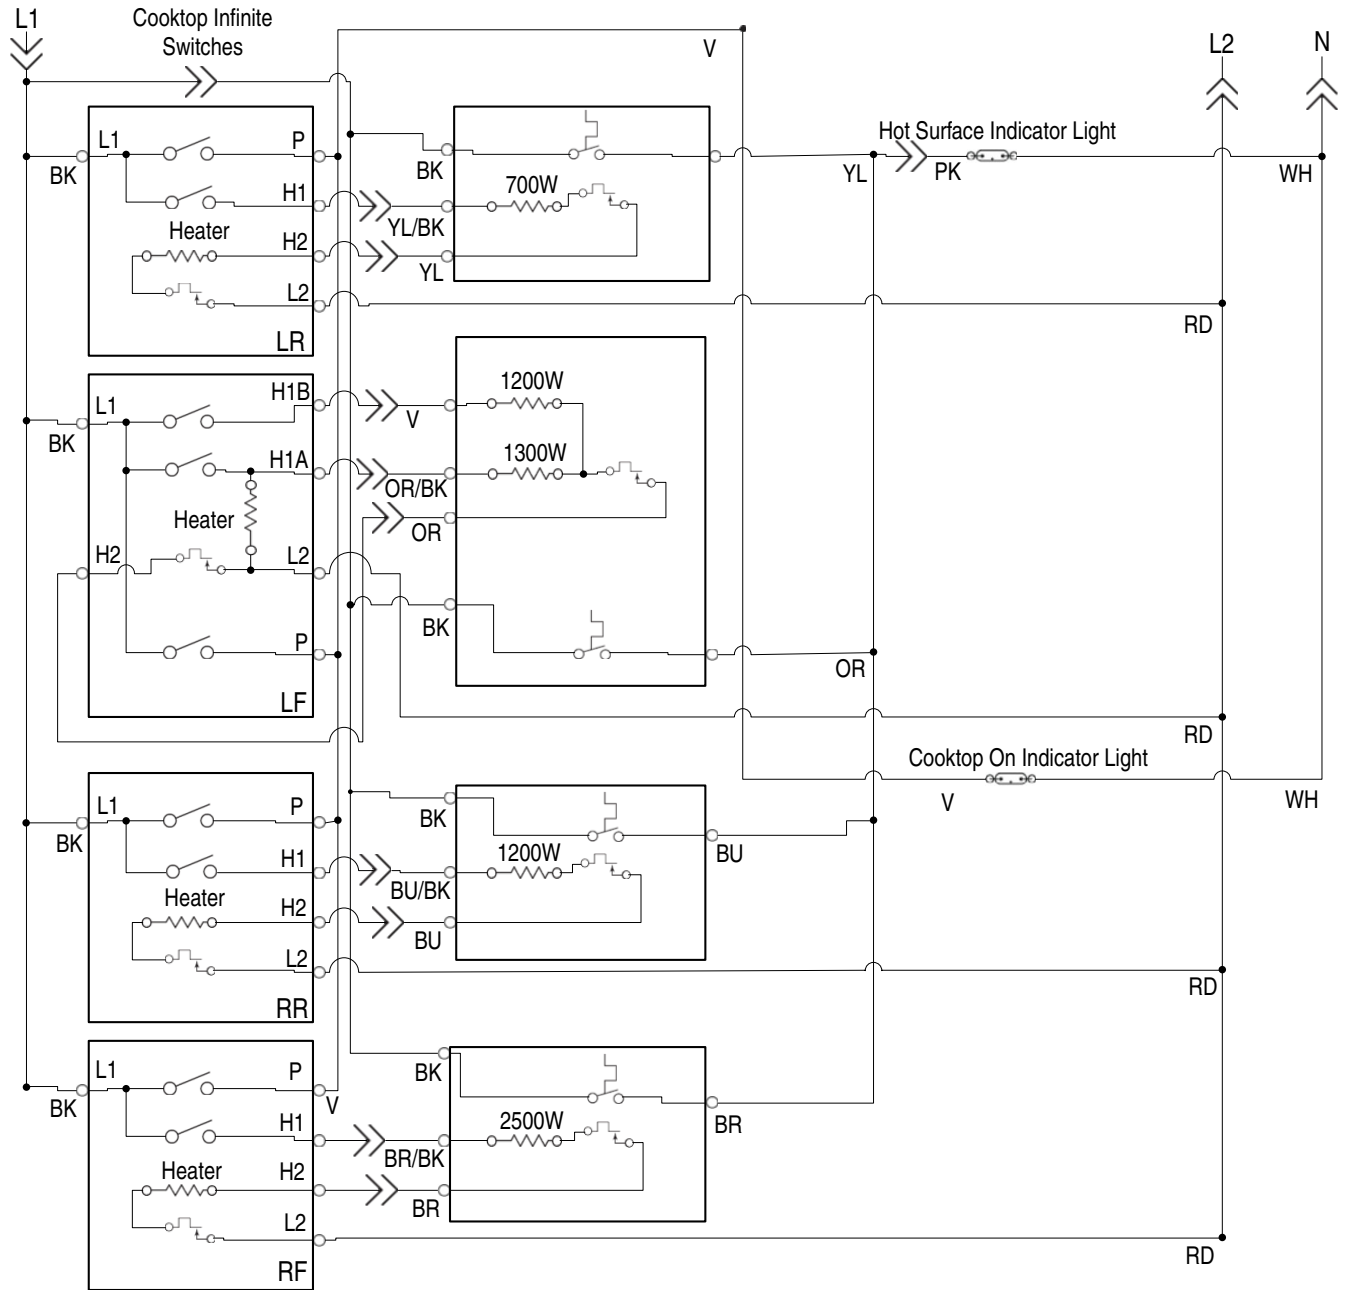 L1
Cooktop Infinite
Switches
V
L2
N
L1
P
BK
H1
Heater
H2
L2
LR
BK
700W
YL/BK
YL
YL
Hot Surface Indicator Light
PK
WH
RD
L1
H1B
BK
H1A
Heater
H2
L2
P
LF
V
1200W
1300W
OR/BK
OR
BK
OR
RD
Cooktop On Indicator Light
V
WH
L1
P
BK
H1
Heater
H2
L2
RR
BK
1200W
BU
BU/BK
BU
RD
L1
P
BK
V
H1
Heater
H2
L2
RF
BK
2500W
BR
BR/BK
BR
RD